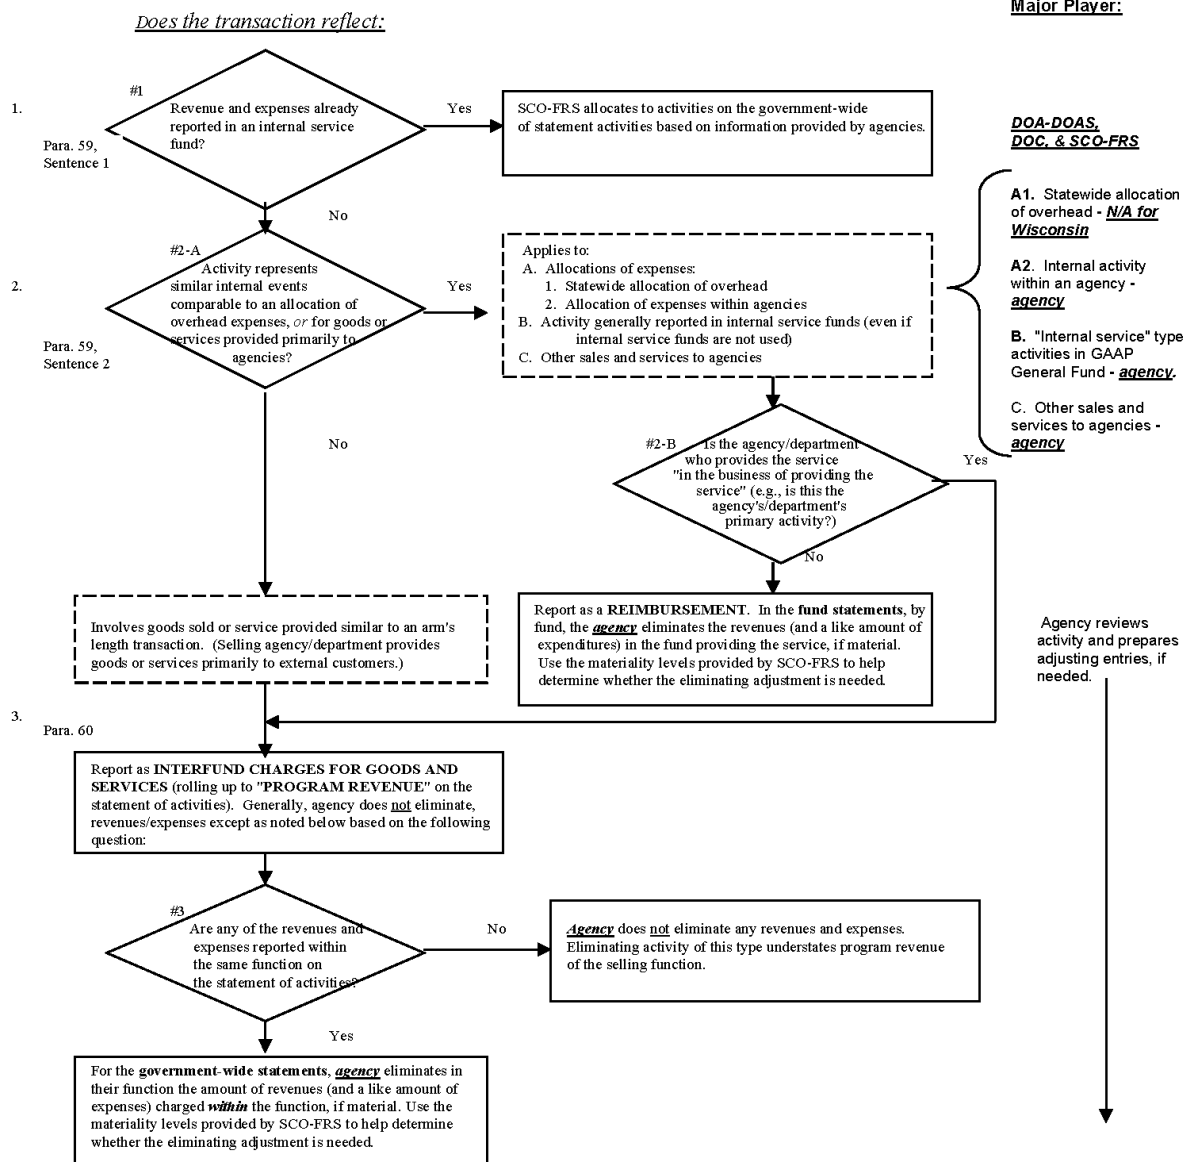 Major Player:
Does the transaction reflect:
#1
1.
Revenue and expenses already
reported in an internal service
fund?
Yes
SCO-FRS allocates to activities on the government-wide
of statement activities based on information provided by agencies.
Para. 59,
Sentence 1
DOA-DOAS,
DOC, & SCO-FRS
No
A1. Statewide allocation
of overhead - N/A for
Wisconsin
#2-A
2.
Activity represents
similar internal events
comparable to an allocation of
overhead expenses, or for goods or
services provided primarily to
agencies?
Yes
Para. 59,
Sentence 2
Applies to:
A. Allocations of expenses:
1. Statewide allocation of overhead
2. Allocation of expenses within agencies
B. Activity generally reported in internal service funds (even if
internal service funds are not used)
C. Other sales and services to agencies
A2. Internal activity
within an agency -
agency
B. "Internal service" type
activities in GAAP
General Fund - agency.
C. Other sales and
services to agencies -
agency
No
#2-B
Is the agency/department
who provides the service
"in the business of providing the
service" (e.g., is this the
agency's/department's
primary activity?)
Yes
No
Involves goods sold or service provided similar to an arm's
length transaction. (Selling agency/department provides
goods or services primarily to external customers.)
Report as a REIMBURSEMENT. In the fund statements, by
fund, the agency eliminates the revenues (and a like amount of
expenditures) in the fund providing the service, if material.
Use the materiality levels provided by SCO-FRS to help
determine whether the eliminating adjustment is needed.
Agency reviews
activity and prepares
adjusting entries, if
needed.
3.
Para. 60
Report as INTERFUND CHARGES FOR GOODS AND
SERVICES (rolling up to "PROGRAM REVENUE" on the
statement of activities). Generally, agency does not eliminate,
revenues/expenses except as noted below based on the following
question:
#3
Are any of the revenues and
expenses reported within
the same function on
the statement of activities?
No
Agency does not eliminate any revenues and expenses.
Eliminating activity of this type understates program revenue
of the selling function.
Yes
For the government-wide statements, agency eliminates in
their function the amount of revenues (and a like amount of
expenses) charged within the function, if material. Use the
materiality levels provided by SCO-FRS to help determine
whether the eliminating adjustment is needed.